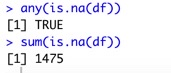 > any(is.na(df))
[1] TRUE
> sum(is.na(df))
[1] 1475